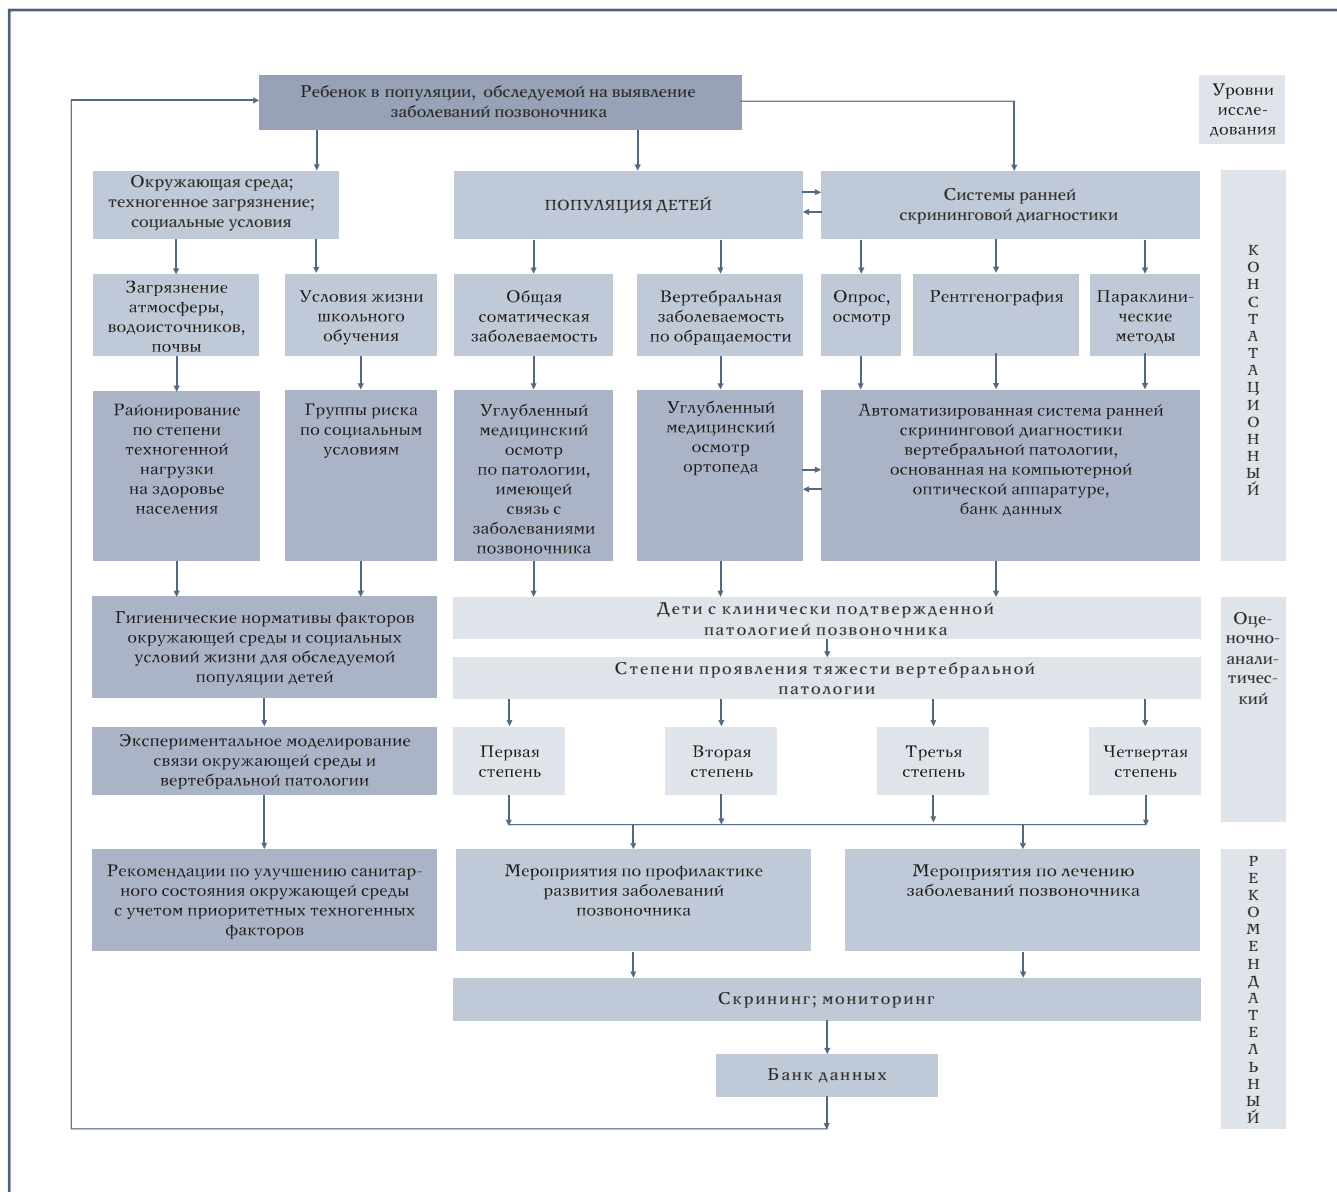 Ребенок в популяции, обследуемой на выявление
заболеваний позвоночника
Уровни
иссле-
дования
Окружающая среда;
техногенное загрязнение;
социальные условия
ПОПУЛЯЦИЯ ДЕТЕЙ
Системы ранней
скрининговой диагностики
КОНСТАТАЦИОННЫЙ
Загрязнение
атмосферы,
водоисточников,
почвы
Условия жизни
школьного
обучения
Общая
соматическая
заболеваемость
Вертебральная
заболеваемость
по обращаемости
Опрос,
осмотр
Рентгенография
Параклини-
ческие
методы
Районирование
по степени
техногенной
нагрузки
на здоровье
населения
Группы риска
по социальным
условиям
Углубленный
медицинский
осмотр
по патологии,
имеющей
связь с
заболеваниями
позвоночника
Углубленный
медицинский
осмотр
ортопеда
Автоматизированная система ранней
скрининговой диагностики
вертебральной патологии,
основанная на компьютерной
оптической аппаратуре,
банк данных
Гигиенические нормативы факторов
окружающей среды и социальных
условий жизни для обследуемой
популяции детей
Дети с клинически подтвержденной
патологией позвоночника
Оце-
ночно-
анали-
тичес-
кий
Степени проявления тяжести вертебральной
патологии
Экспериментальное моделирование
связи окружающей среды и
вертебральной патологии
Первая
степень
Вторая
степень
Третья
степень
Четвертая
степень
Рекомендации по улучшению санитар-
ного состояния окружающей среды
с учетом приоритетных техногенных
факторов
Мероприятия по профилактике
развития заболеваний
позвоночника
Мероприятия по лечению
заболеваний позвоночника
РЕКОМЕНДАТЕЛЬНЫЙ
Скрининг; мониторинг
Банк данных